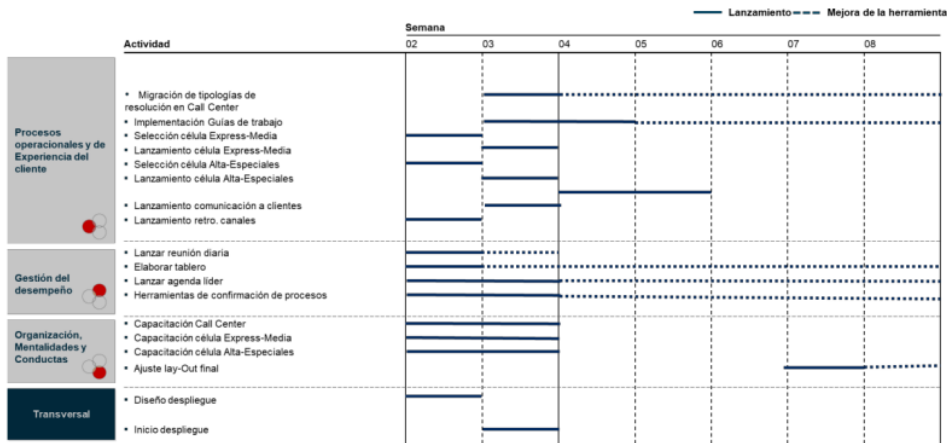 Lanzamiento Mejora de la herramienta
Semana
Actividad 02 03 04 05 06 07 08
Procesos
operacionales y de
Experiencia del
cliente
▪ Migración de tipologías de
resolución en Call Center
▪ Implementación Guías de trabajo
▪ Selección célula Express-Media
▪ Lanzamiento célula Express-Media
▪ Selección célula Alta-Especiales
▪ Lanzamiento célula Alta-Especiales
▪ Lanzamiento comunicación a clientes
▪ Lanzamiento retro. canales
Gestión del
desempeño
▪ Lanzar reunión diaria
▪ Elaborar tablero
▪ Lanzar agenda líder
▪ Herramientas de confirmación de procesos
Organización,
Mentalidades y
Conductas
▪ Capacitación Call Center
▪ Capacitación célula Express-Media
▪ Capacitación célula Alta-Especiales
▪ Ajuste lay-Out final
Transversal
▪ Diseño despliegue
▪ Inicio despliegue